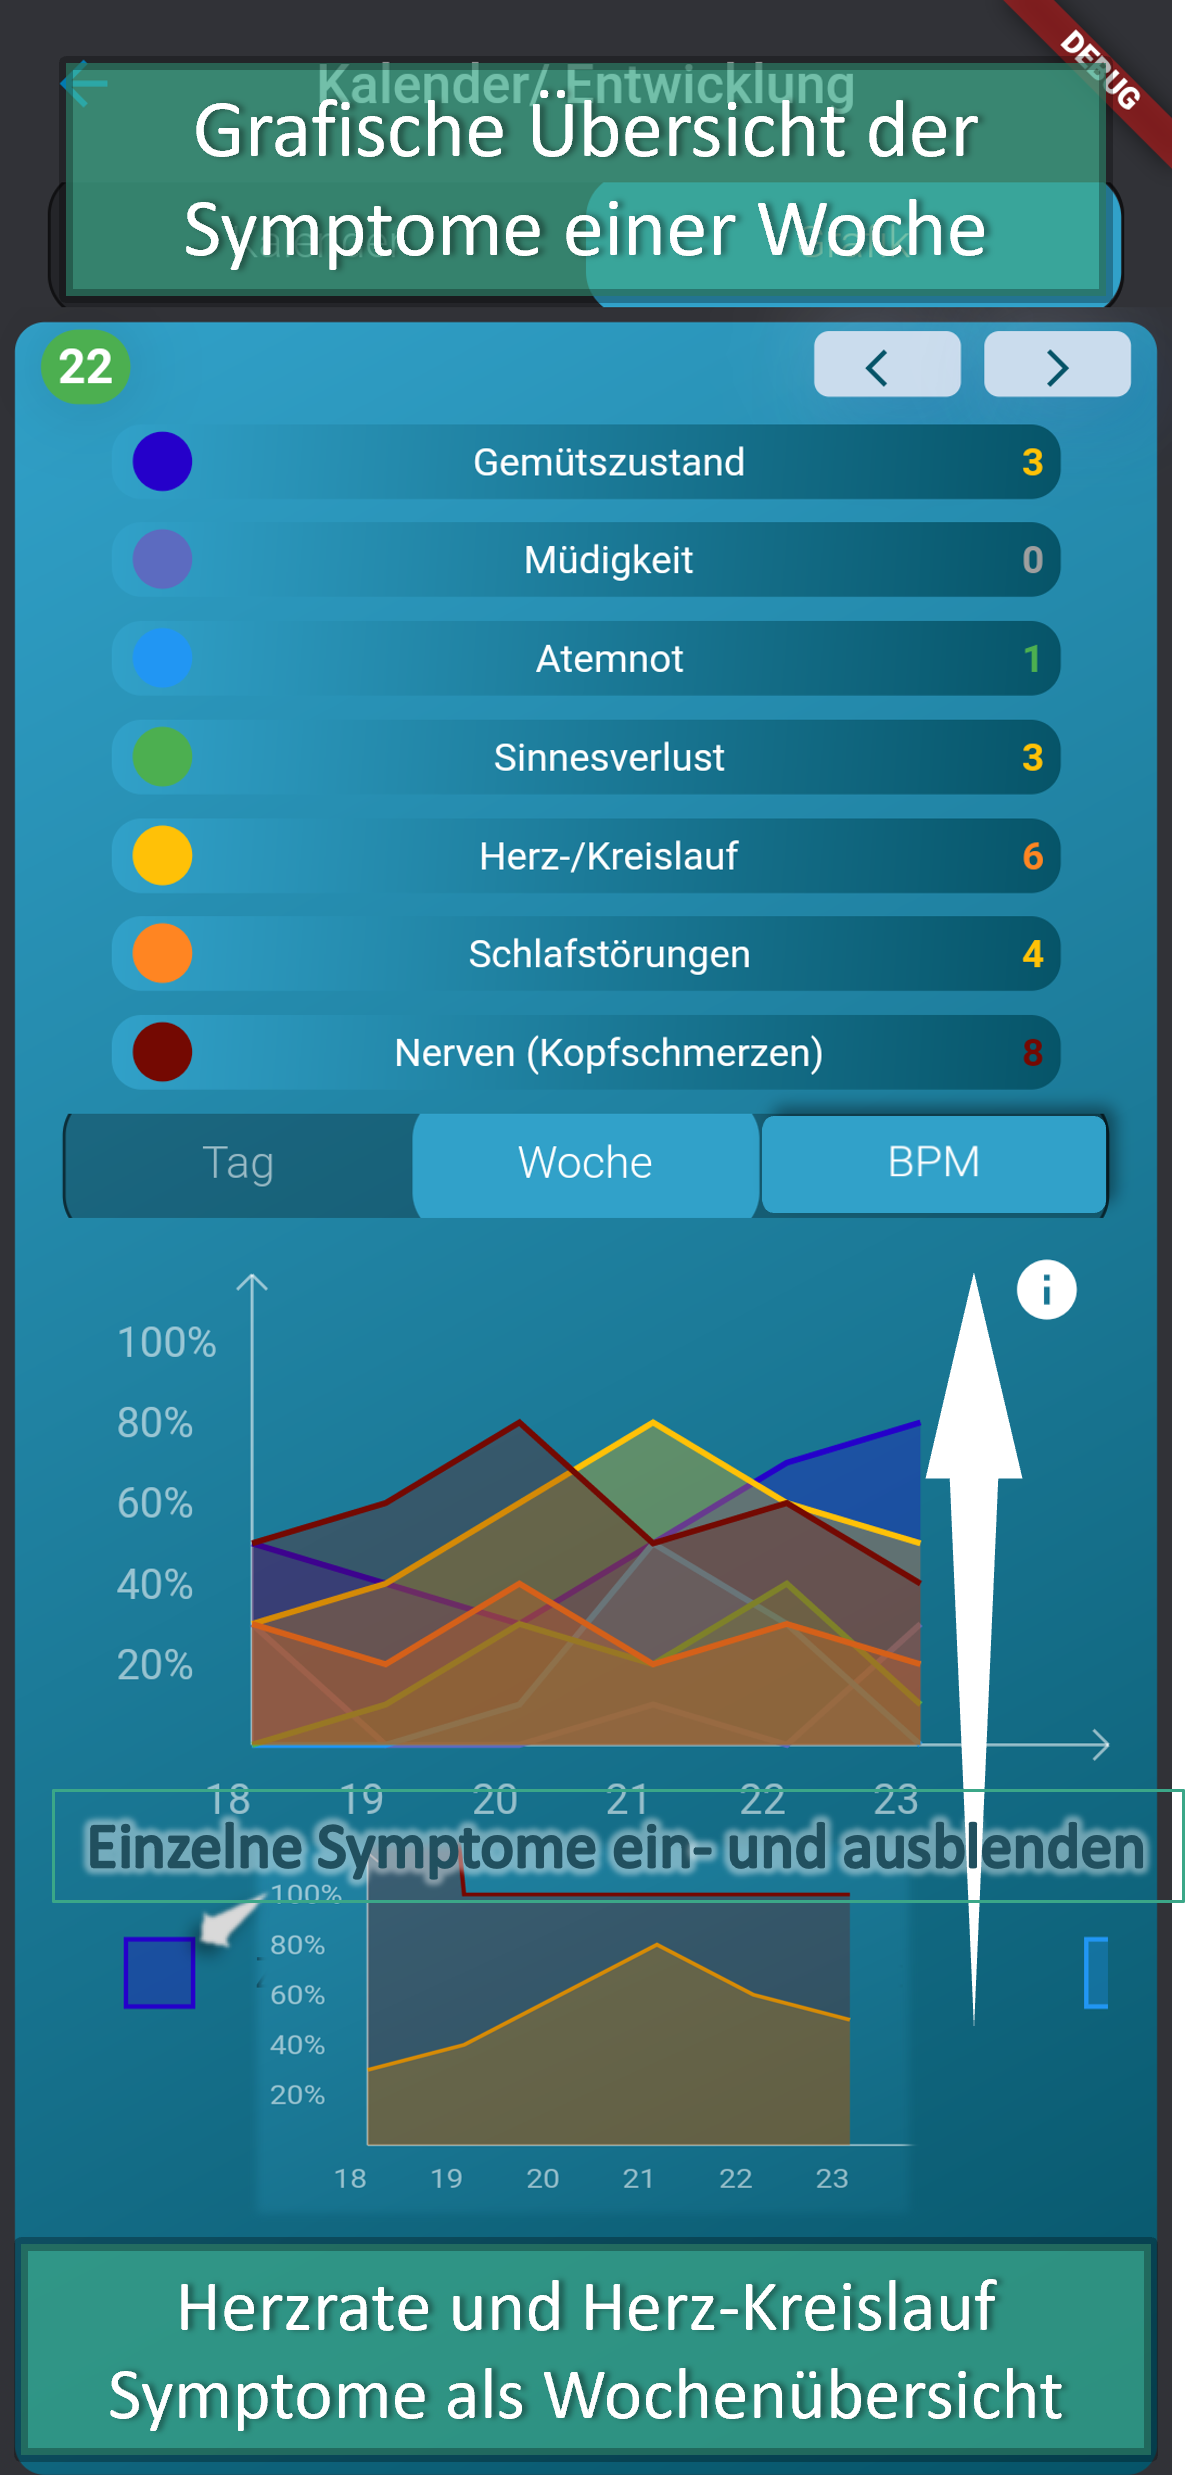 Kalender/ Entwicklung
DEBUG
Grafische Übersicht der
Symptome einer Woche
Kalender
Grafik
22
Gemütszustand 3
Müdigkeit 0
Atemnot 1
Sinnesverlust 3
Herz-/Kreislauf 6
Schlafstörungen 4
Nerven (Kopfschmerzen) 8
Tag Woche BPM
i
100%
80%
60%
40%
20%
18 19 20 21 22 23
Einzelne Symptome ein- und ausblenden
100%
80%
60%
40%
20%
18 19 20 21 22 23
Herzrate und Herz-Kreislauf
Symptome als Wochenübersicht